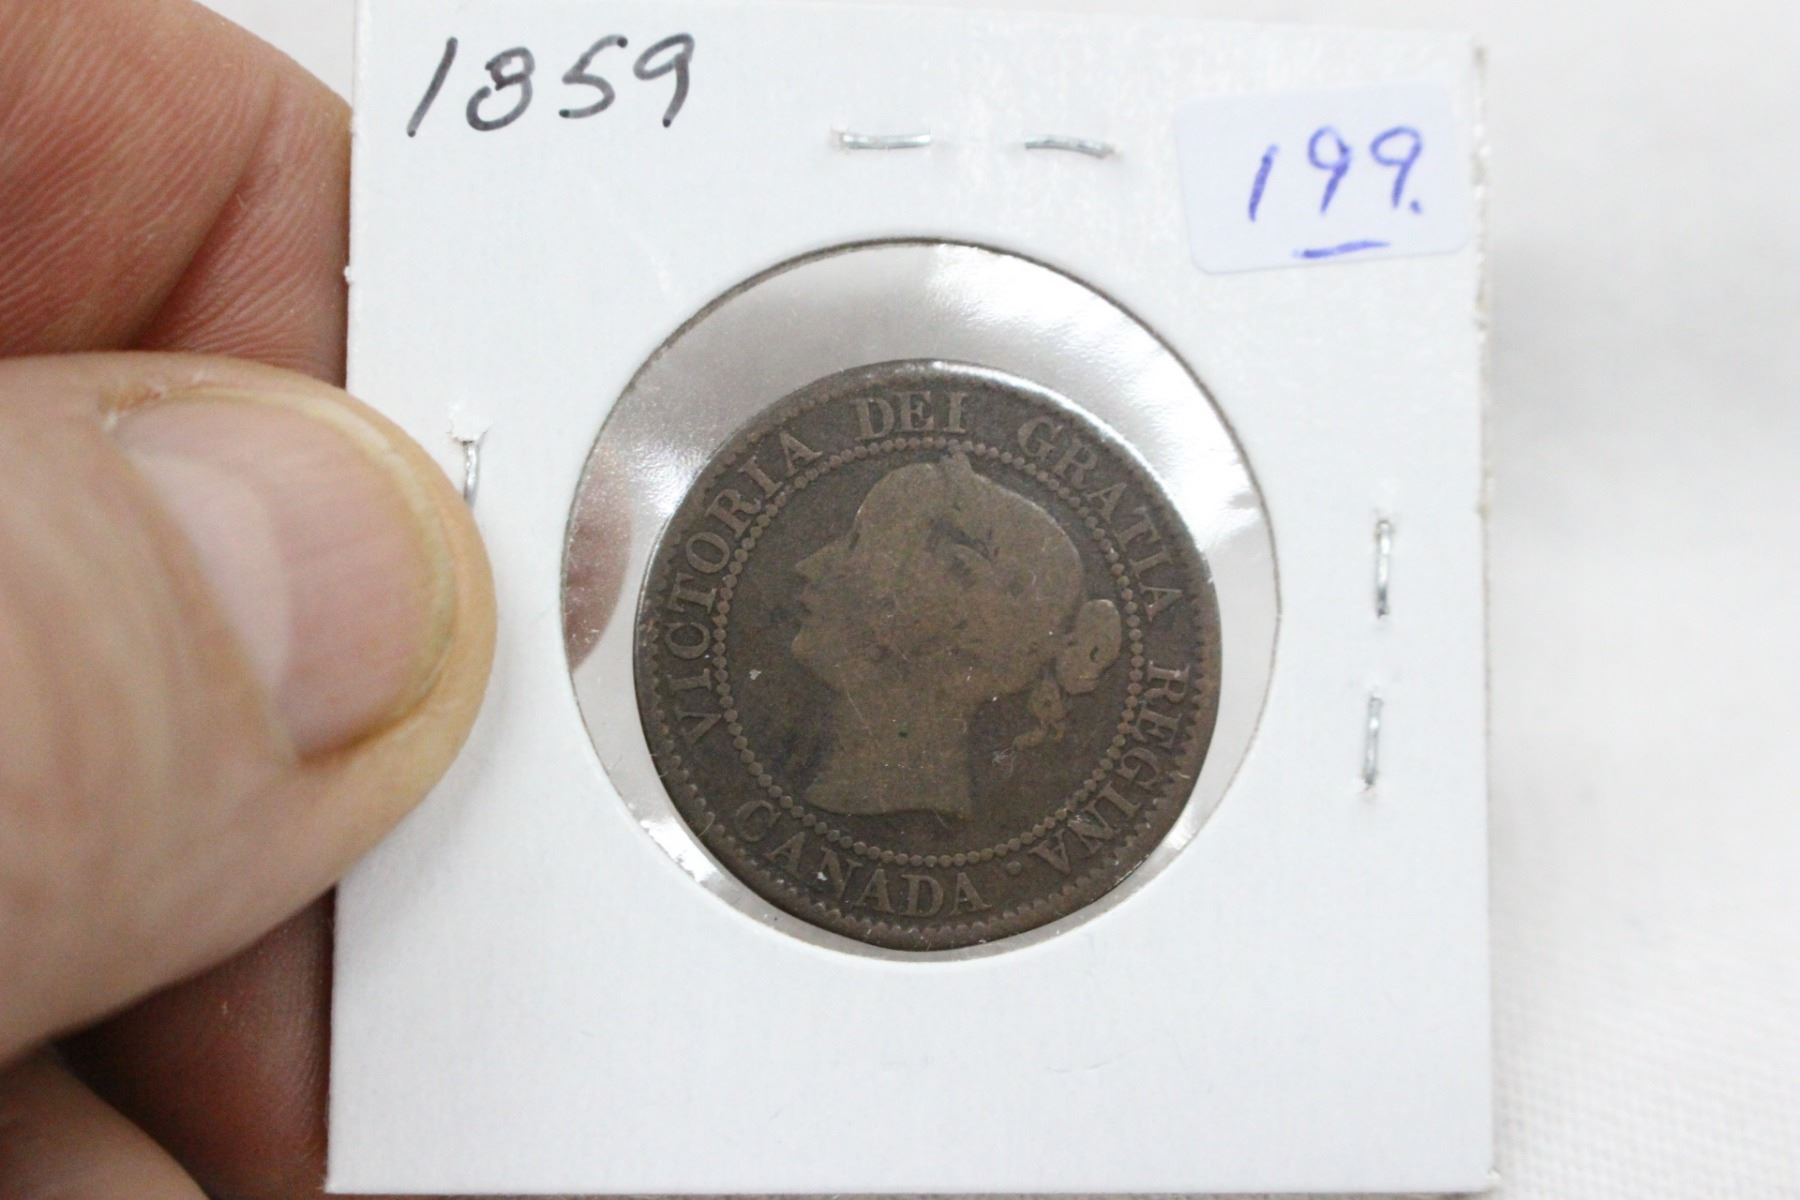 1859
199.
VICTORIA DEI GRATIA REGINA. CANADA